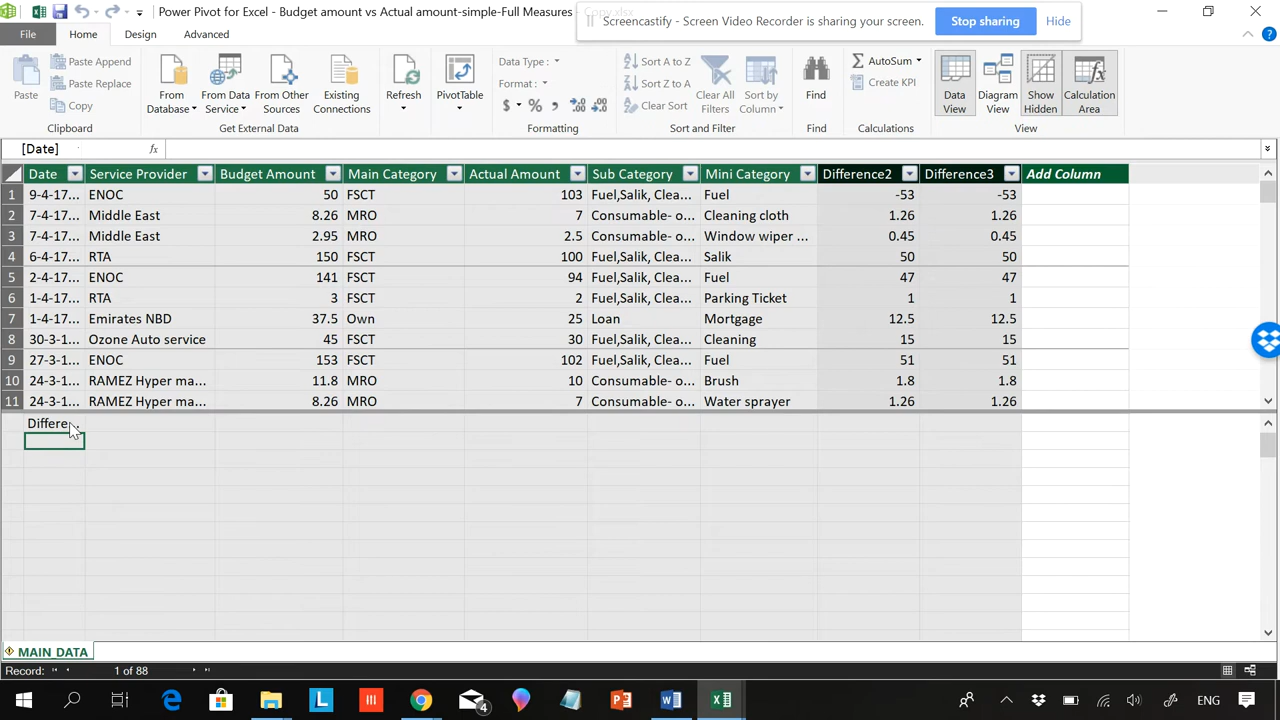 Power Pivot for Excel - Budget amount vs Actual amount-simple-Full Measures - Copy.xlsx
Screencastify - Screen Video Recorder is sharing your screen. Stop sharing Hide
File Home Design Advanced
Paste Paste Append Paste Replace Copy
From Database From Data Service From Other Sources Existing Connections
Refresh PivotTable
Data Type : Format : $ %
Sort A to Z Sort Z to A Clear Sort Clear All Filters Sort by Column
Find AutoSum Create KPI
Data View Diagram View Show Hidden Calculation Area
Clipboard Get External Data Formatting Sort and Filter Find Calculations View
[Date] fx
Date Service Provider Budget Amount Main Category Actual Amount Sub Category Mini Category Difference2 Difference3 Add Column
1 9-4-17... ENOC 50 FSCT 103 Fuel,Salik, Clea... Fuel -53 -53
2 7-4-17... Middle East 8.26 MRO 7 Consumable- o... Cleaning cloth 1.26 1.26
3 7-4-17... Middle East 2.95 MRO 2.5 Consumable- o... Window wiper ... 0.45 0.45
4 6-4-17... RTA 150 FSCT 100 Fuel,Salik, Clea... Salik 50 50
5 2-4-17... ENOC 141 FSCT 94 Fuel,Salik, Clea... Fuel 47 47
6 1-4-17... RTA 3 FSCT 2 Fuel,Salik, Clea... Parking Ticket 1 1
7 1-4-17... Emirates NBD 37.5 Own 25 Loan Mortgage 12.5 12.5
8 30-3-1... Ozone Auto service 45 FSCT 30 Fuel,Salik, Clea... Cleaning 15 15
9 27-3-1... ENOC 153 FSCT 102 Fuel,Salik, Clea... Fuel 51 51
10 24-3-1... RAMEZ Hyper ma... 11.8 MRO 10 Consumable- o... Brush 1.8 1.8
11 24-3-1... RAMEZ Hyper ma... 8.26 MRO 7 Consumable- o... Water sprayer 1.26 1.26
Differe...
MAIN_DATA
Record: 1 of 88
4 ENG